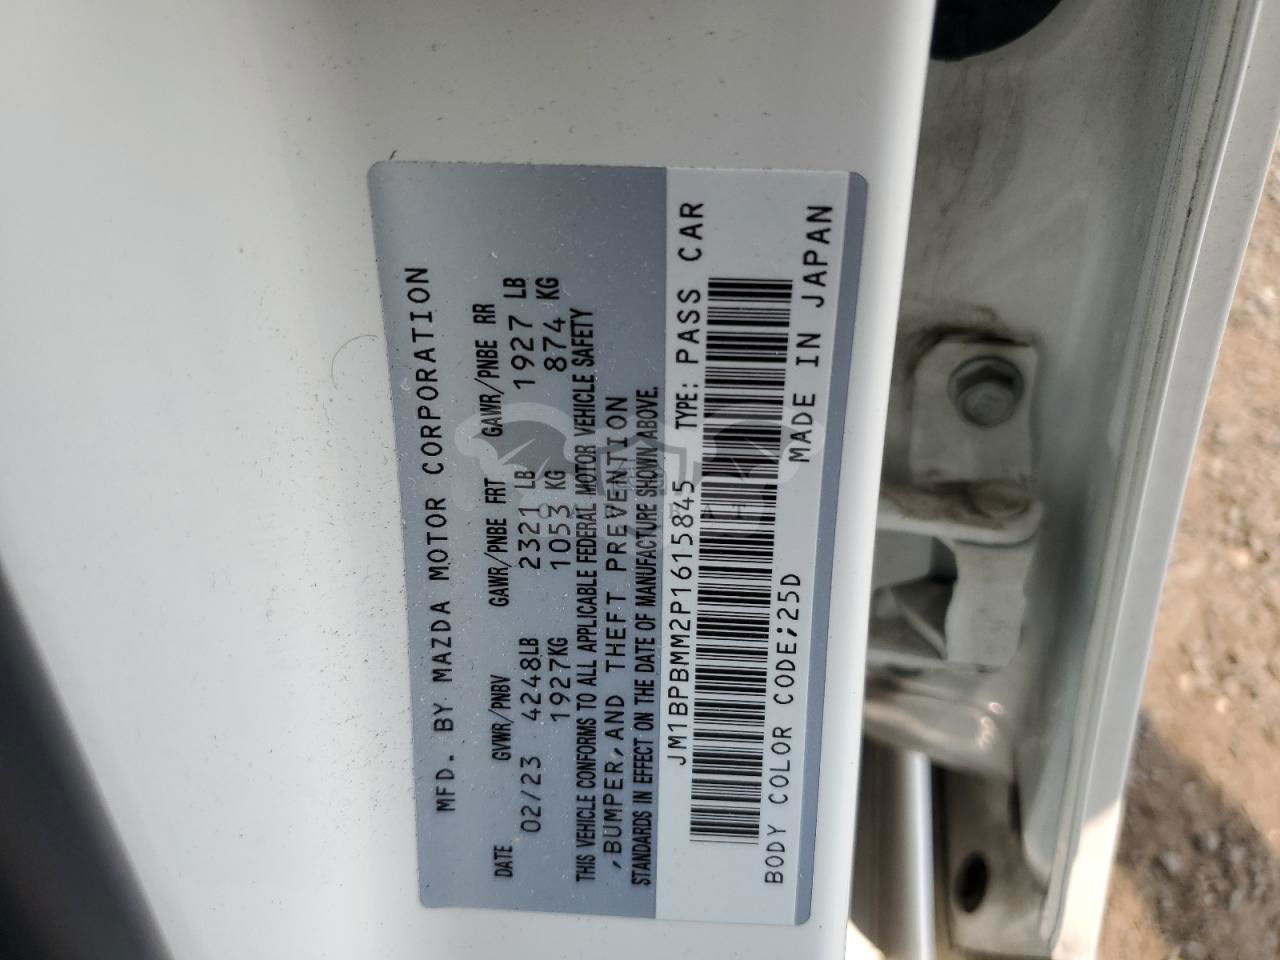 MFD. BY MAZDA MOTOR CORPORATION
DATE GVWR/PNBV GAWR/PNBE FRT GAWR/PNBE RR
02/23 4248LB 2321 LB 1927 LB
1927KG 1053 KG 874 KG
THIS VEHICLE CONFORMS TO ALL APPLICABLE FEDERAL MOTOR VEHICLE SAFETY
,BUMPER,AND THEFT PREVENTION
STANDARDS IN EFFECT ON THE DATE OF MANUFACTURE SHOWN ABOVE.
JM1BPBMM2P1615845 TYPE: PASS CAR
BODY COLOR CODE;25D MADE IN JAPAN